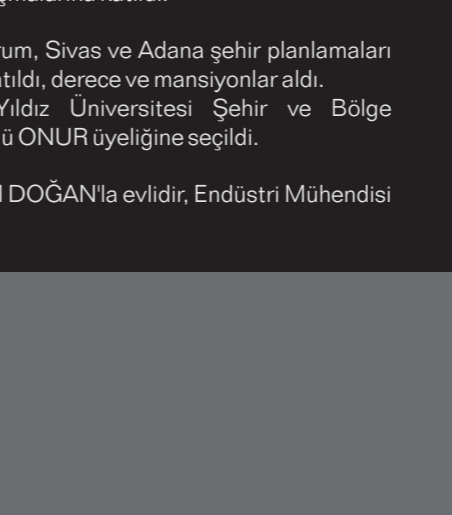 rum, Sivas ve Adana şehir planlamaları
tıldı, derece ve mansiyonlar aldı.
Yıldız Üniversitesi Şehir ve Bölge
ü ONUR üyeliğine seçildi.
DOĞAN'la evlidir, Endüstri Mühendisi